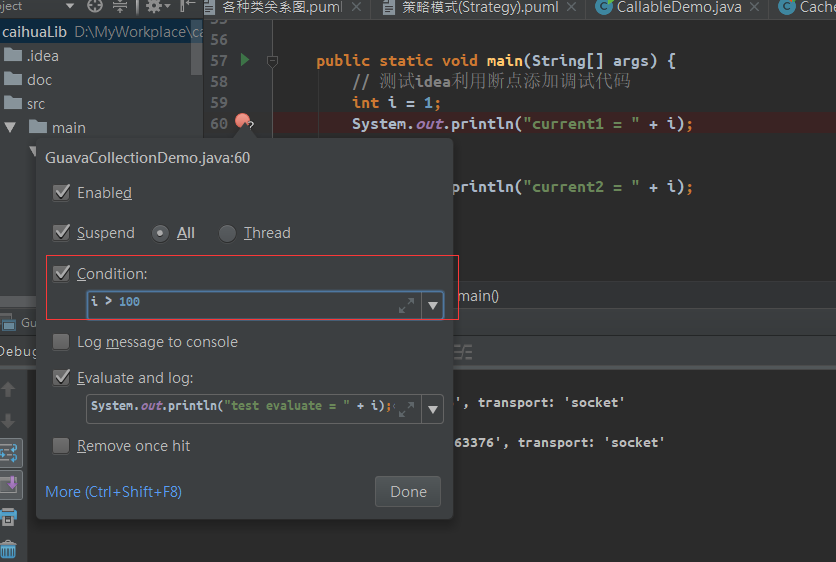 oject
各种类关系图.puml
策略模式(Strategy).puml
CallableDemo.java
Cache
caihuaLib D:\MyWorkplace\ca
.idea
doc
src
main
55
56
57 public static void main(String[] args) {
58 // 测试idea利用断点添加调试代码
59 int i = 1;
60 System.out.println("current1 = " + i);
println("current2 = " + i);
GuavaCollectionDemo.java:60
Enabled
Suspend All Thread
Condition:
i > 100
main()
Gu
Log message to console
Debug
Evaluate and log:
System.out.println("test evaluate = " + i);
', transport: 'socket'
63376', transport: 'socket'
Remove once hit
More (Ctrl+Shift+F8)
Done